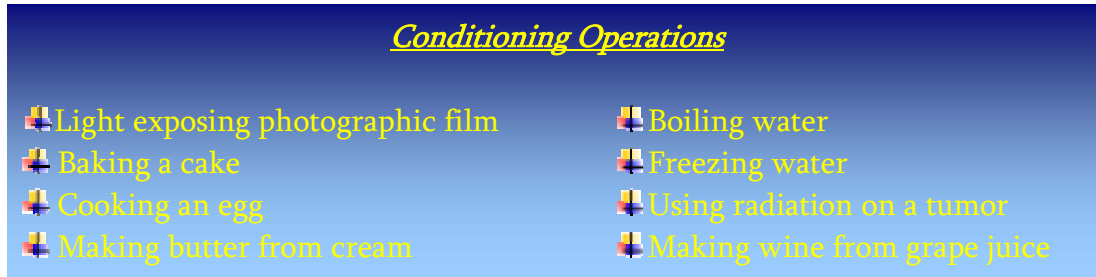 Conditioning Operations
Light exposing photographic film
Baking a cake
Cooking an egg
Making butter from cream
Boiling water
Freezing water
Using radiation on a tumor
Making wine from grape juice